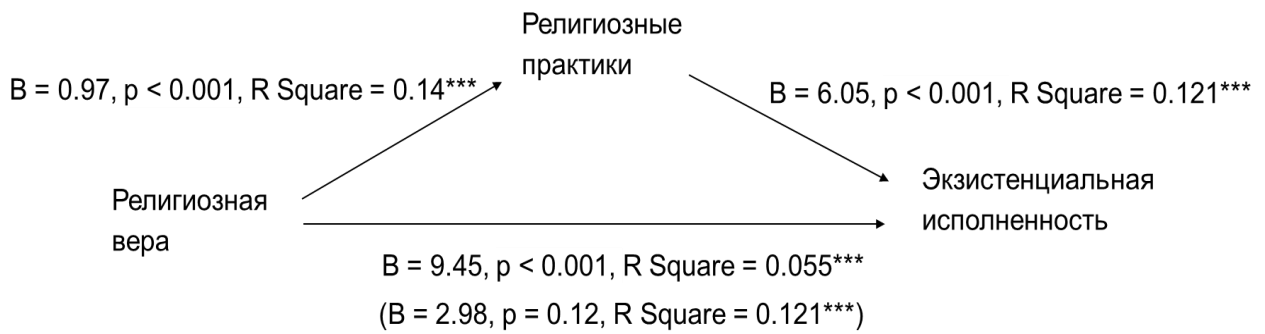 Религиозные
практики
B = 0.97, p < 0.001, R Square = 0.14***
B = 6.05, p < 0.001, R Square = 0.121***
Религиозная
вера
Экзистенциальная
исполненность
B = 9.45, p < 0.001, R Square = 0.055***
(B = 2.98, p = 0.12, R Square = 0.121***)